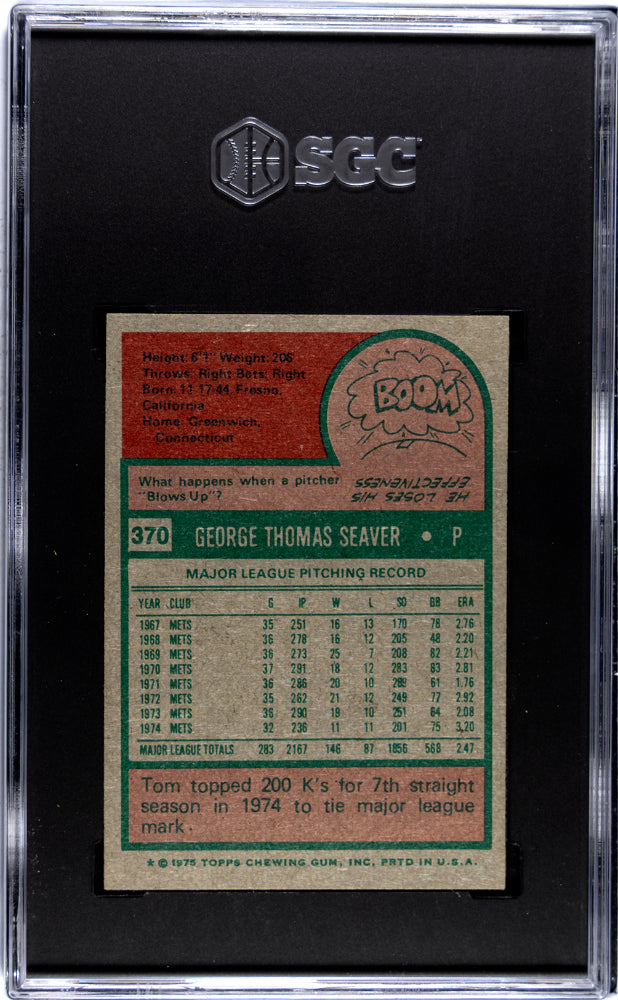 SGC
Height: 6'1" Weight: 206
Throws: Right Bats: Right
Born: 11-17-44, Fresno,
California
Home: Greenwich,
Connecticut
BOOM
What happens when a pitcher
"Blows Up"?
HE LOSES HIS
EFFECTIVENESS
370 GEORGE THOMAS SEAVER • P
MAJOR LEAGUE PITCHING RECORD
YEAR CLUB G IP W L SO GB ERA
1967 METS 35 251 16 13 170 78 2.76
1968 METS 36 278 16 12 205 48 2.20
1969 METS 36 273 25 7 208 82 2.21
1970 METS 37 291 18 12 283 83 2.81
1971 METS 36 286 20 10 289 61 1.76
1972 METS 35 262 21 12 249 77 2.92
1973 METS 36 290 19 10 251 64 2.08
1974 METS 32 236 11 11 201 75 3.20
MAJOR LEAGUE TOTALS 283 2167 146 87 1856 568 2.47
Tom topped 200 K's for 7th straight
season in 1974 to tie major league
mark.
* © 1975 TOPPS CHEWING GUM, INC. PRTD IN U.S.A.